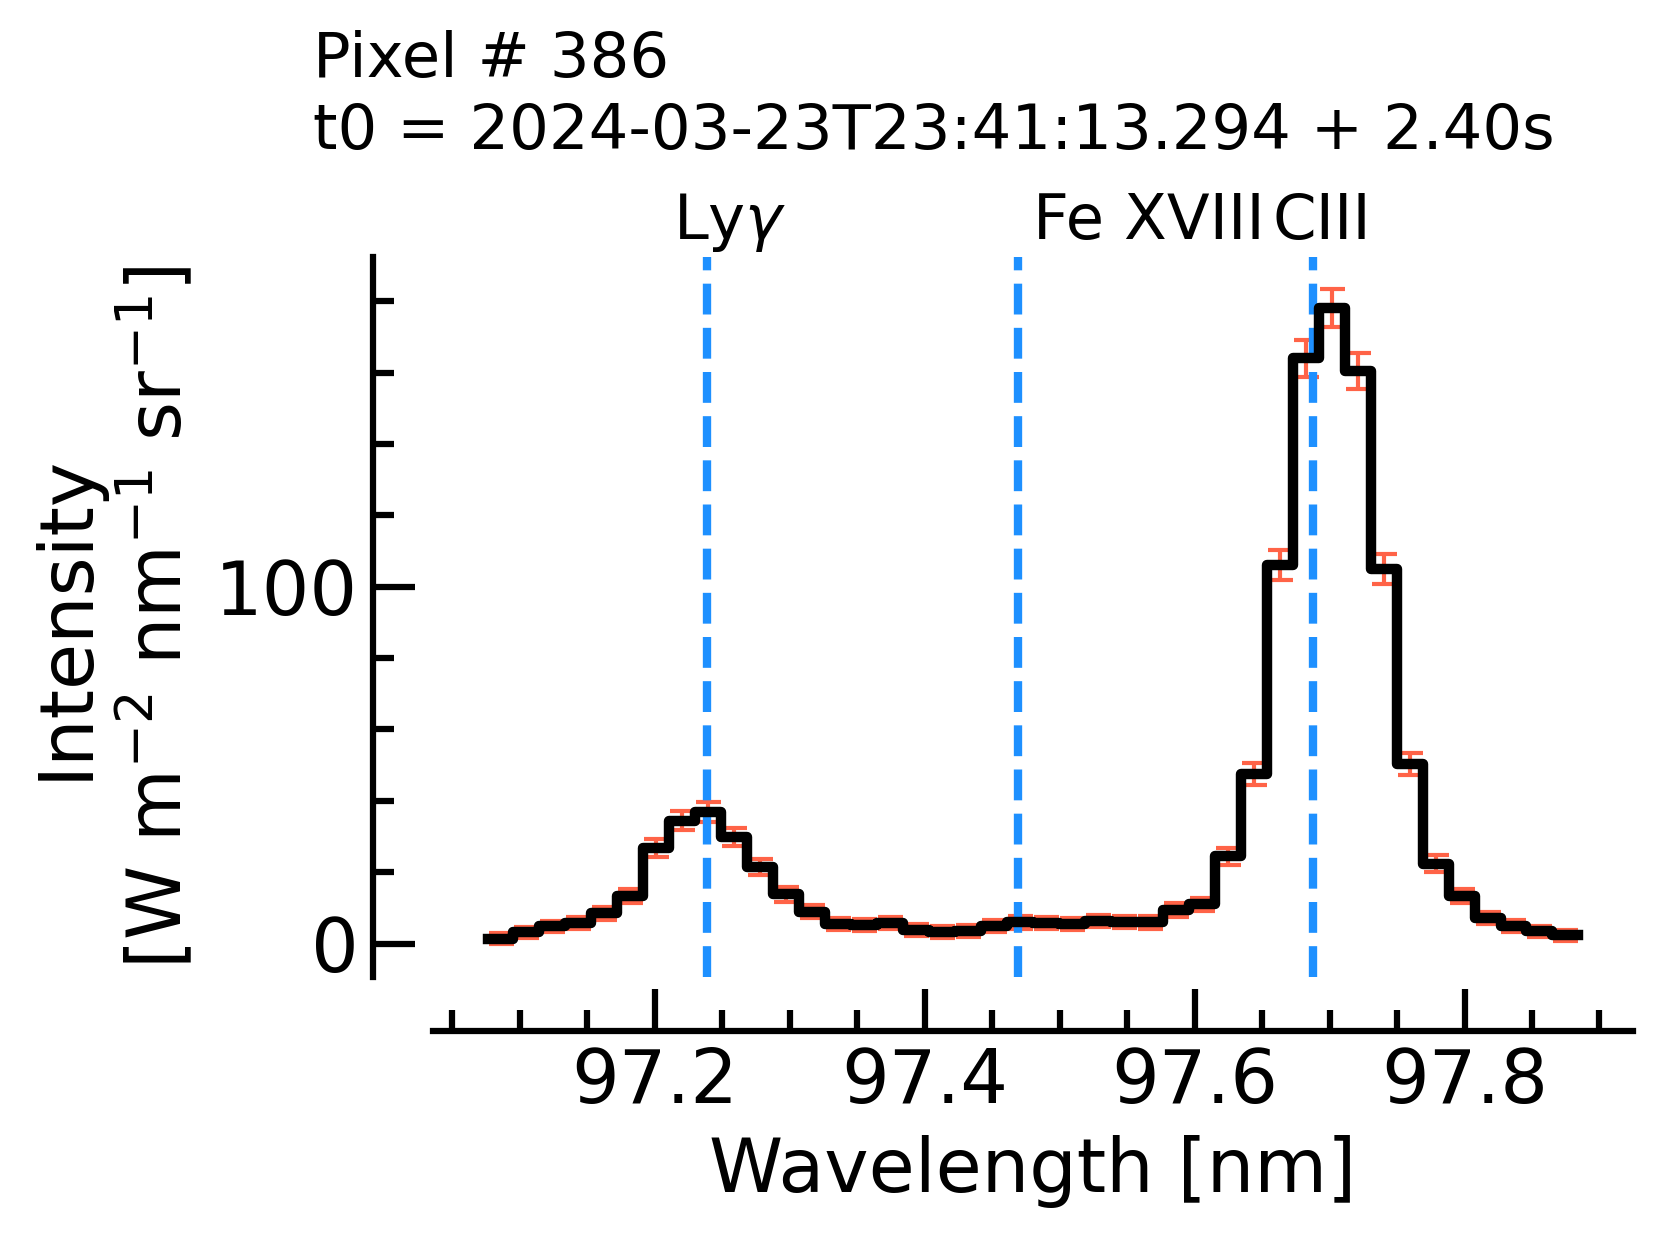 Pixel # 386
t0 = 2024-03-23T23:41:13.294 + 2.40s
Lyγ Fe XVIII CIII
Intensity
[W m⁻² nm⁻¹ sr⁻¹]
100
0
97.2 97.4 97.6 97.8
Wavelength [nm]